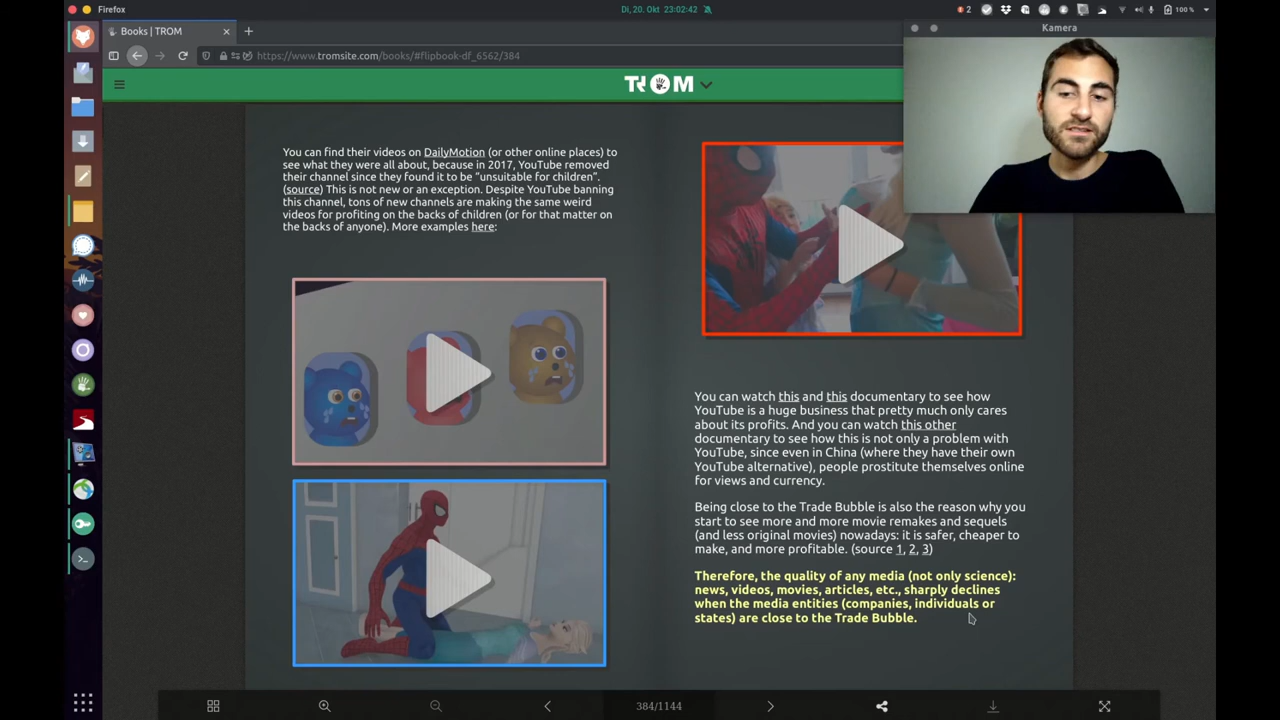 Firefox
Di, 20. Okt 23:02:42
2
100 %
Books | TROM
https://www.tromsite.com/books/#flipbook-df_6562/384
Kamera
TROM
You can find their videos on DailyMotion (or other online places) to
see what they were all about, because in 2017, YouTube removed
their channel since they found it to be "unsuitable for children".
(source) This is not new or an exception. Despite YouTube banning
this channel, tons of new channels are making the same weird
videos for profiting on the backs of children (or for that matter on
the backs of anyone). More examples here:
You can watch this and this documentary to see how
YouTube is a huge business that pretty much only cares
about its profits. And you can watch this other
documentary to see how this is not only a problem with
YouTube, since even in China (where they have their own
YouTube alternative), people prostitute themselves online
for views and currency.
Being close to the Trade Bubble is also the reason why you
start to see more and more movie remakes and sequels
(and less original movies) nowadays: it is safer, cheaper to
make, and more profitable. (source 1, 2, 3)
Therefore, the quality of any media (not only science):
news, videos, movies, articles, etc., sharply declines
when the media entities (companies, individuals or
states) are close to the Trade Bubble.
384/1144